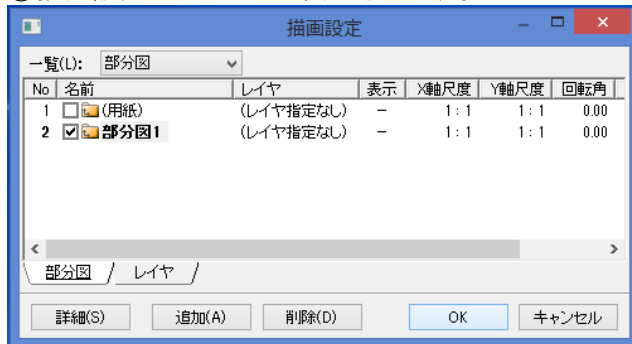 描画設定
一覧(L): 部分図
No 名前 レイヤ 表示 X軸尺度 Y軸尺度 回転角
1 (用紙) (レイヤ指定なし) － 1 : 1 1 : 1 0.00
2 部分図1 (レイヤ指定なし) － 1 : 1 1 : 1 0.00
部分図 / レイヤ /
詳細(S) 追加(A) 削除(D) OK キャンセル